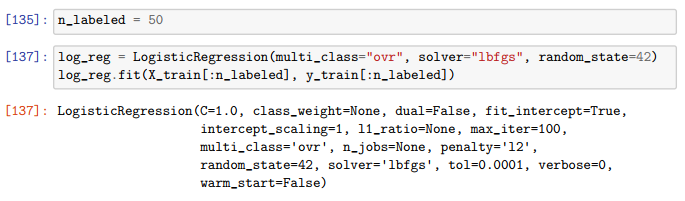 [135]: n_labeled = 50
[137]: log_reg = LogisticRegression(multi_class="ovr", solver="lbfgs", random_state=42)
log_reg.fit(X_train[:n_labeled], y_train[:n_labeled])
[137]: LogisticRegression(C=1.0, class_weight=None, dual=False, fit_intercept=True,
intercept_scaling=1, l1_ratio=None, max_iter=100,
multi_class='ovr', n_jobs=None, penalty='l2',
random_state=42, solver='lbfgs', tol=0.0001, verbose=0,
warm_start=False)